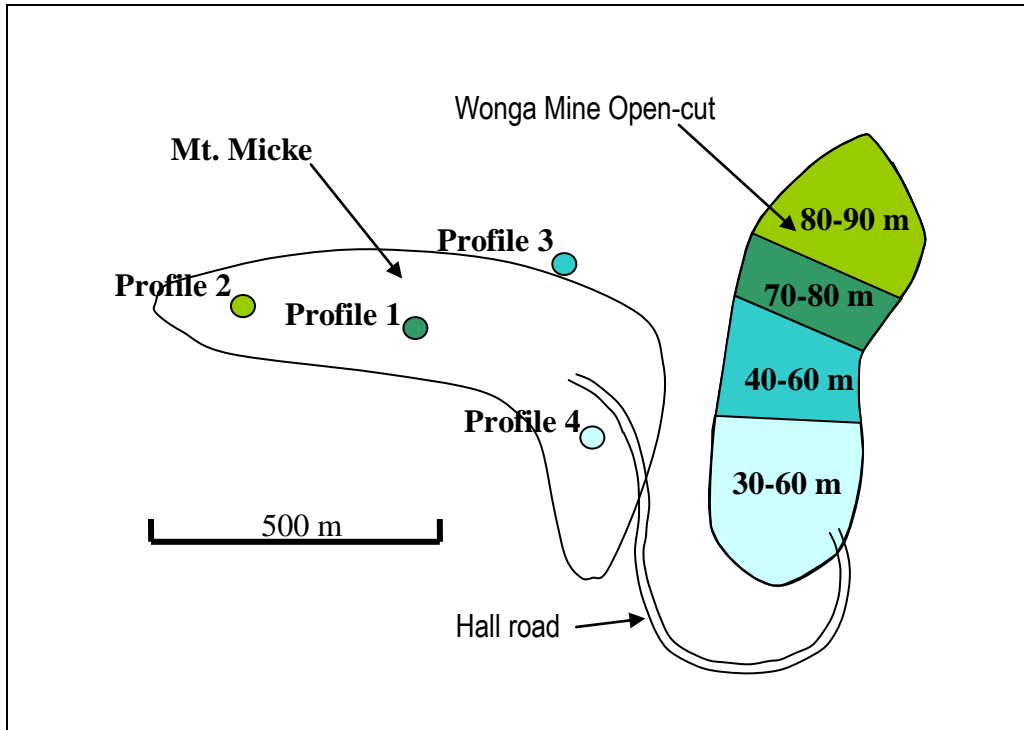 Wonga Mine Open-cut
Mt. Micke
80-90 m
Profile 3
Profile 2
70-80 m
Profile 1
40-60 m
Profile 4
30-60 m
500 m
Hall road